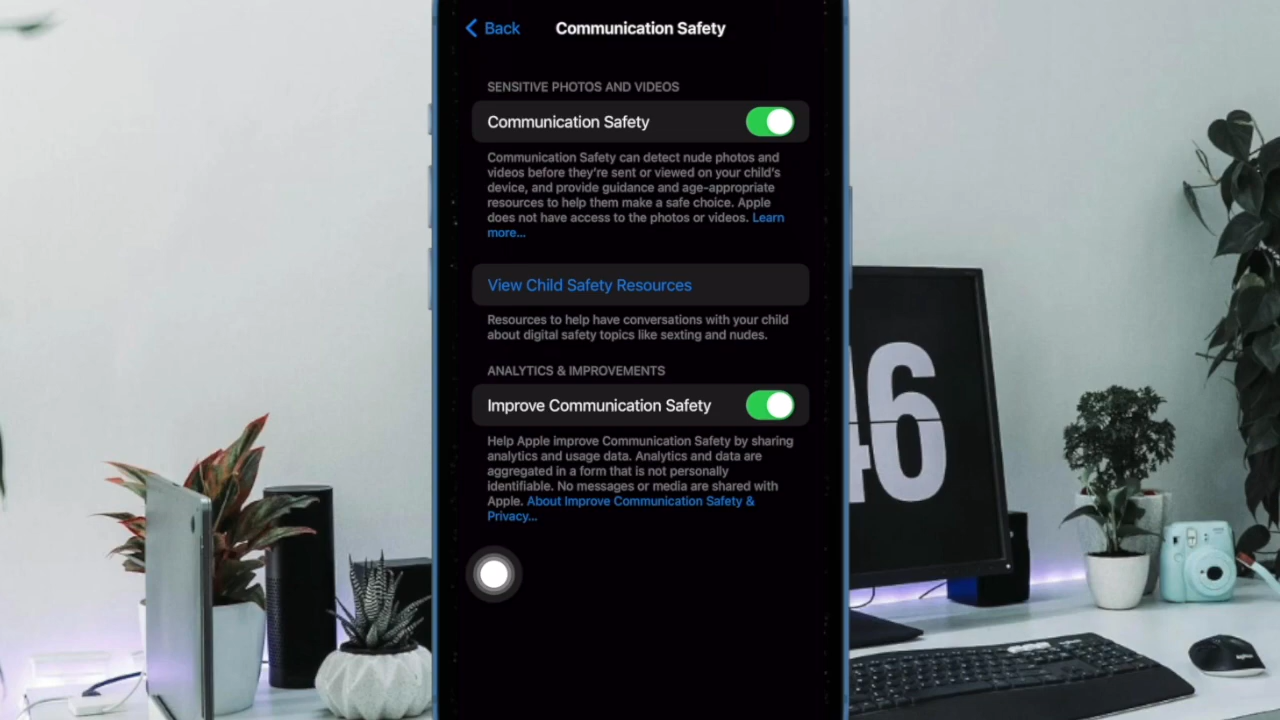 Back
Communication Safety
SENSITIVE PHOTOS AND VIDEOS
Communication Safety
Communication Safety can detect nude photos and
videos before they're sent or viewed on your child's
device, and provide guidance and age-appropriate
resources to help them make a safe choice. Apple
does not have access to the photos or videos. Learn
more...
View Child Safety Resources
Resources to help have conversations with your child
about digital safety topics like sexting and nudes.
ANALYTICS & IMPROVEMENTS
Improve Communication Safety
Help Apple improve Communication Safety by sharing
analytics and usage data. Analytics and data are
aggregated in a form that is not personally
identifiable. No messages or media are shared with
Apple. About Improve Communication Safety &
Privacy...
46